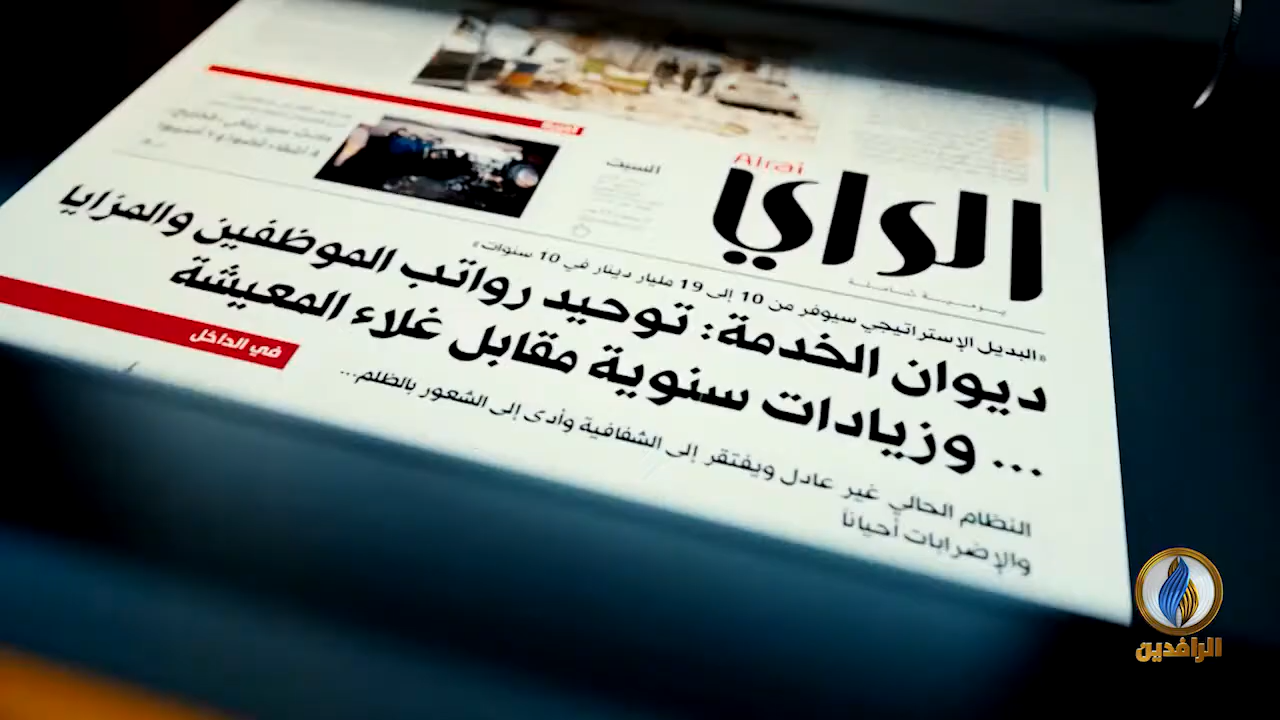 Alrai
الراي
يومية شاملة
السبت
«البديل الإستراتيجي سيوفر من 10 إلى 19 مليار دينار في 10 سنوات»
ديوان الخدمة: توحيد رواتب الموظفين والمزايا
... وزيادات سنوية مقابل غلاء المعيشة
النظام الحالي غير عادل ويفتقر إلى الشفافية وأدى إلى الشعور بالظلم...
والإضرابات أحياناً
في الداخل
الرافدين